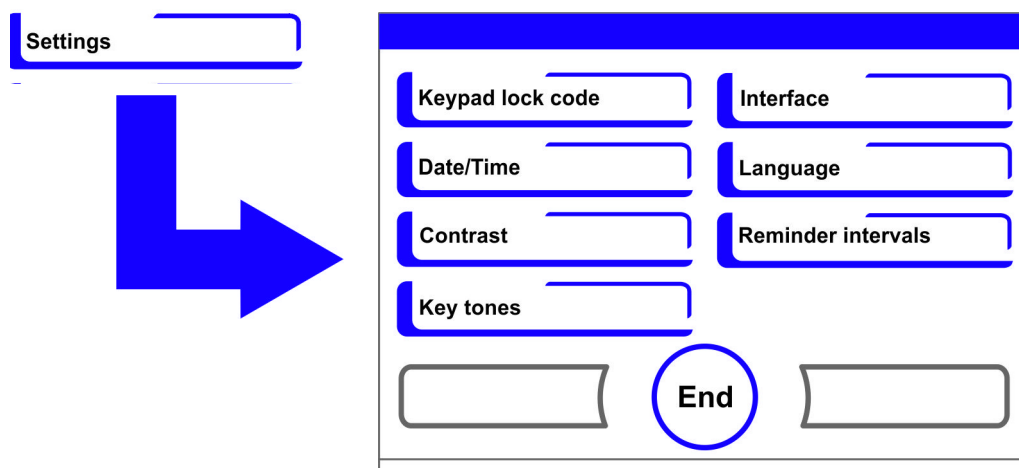 Settings
Keypad lock code
Interface
Date/Time
Language
Contrast
Reminder intervals
Key tones
End